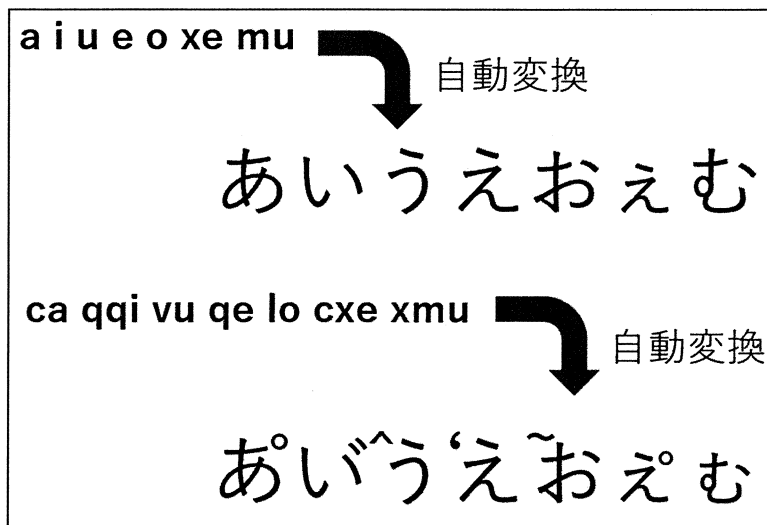 a i u e o xe mu
自動変換
あいうえおぇむ
ca qqi vu qe lo cxe xmu
自動変換
あ゚い゙^う‘え~おぇ゚む